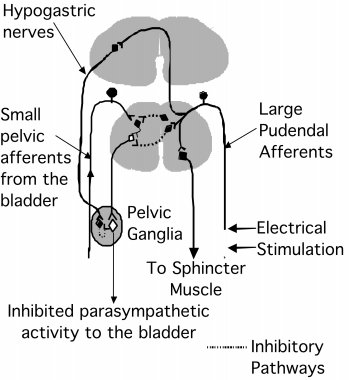 Hypogastric
nerves
Small
pelvic
afferents
from the
bladder
Large
Pudendal
Afferents
Pelvic
Ganglia
Electrical
Stimulation
To Sphincter
Muscle
Inhibited parasympathetic
activity to the bladder
Inhibitory
Pathways